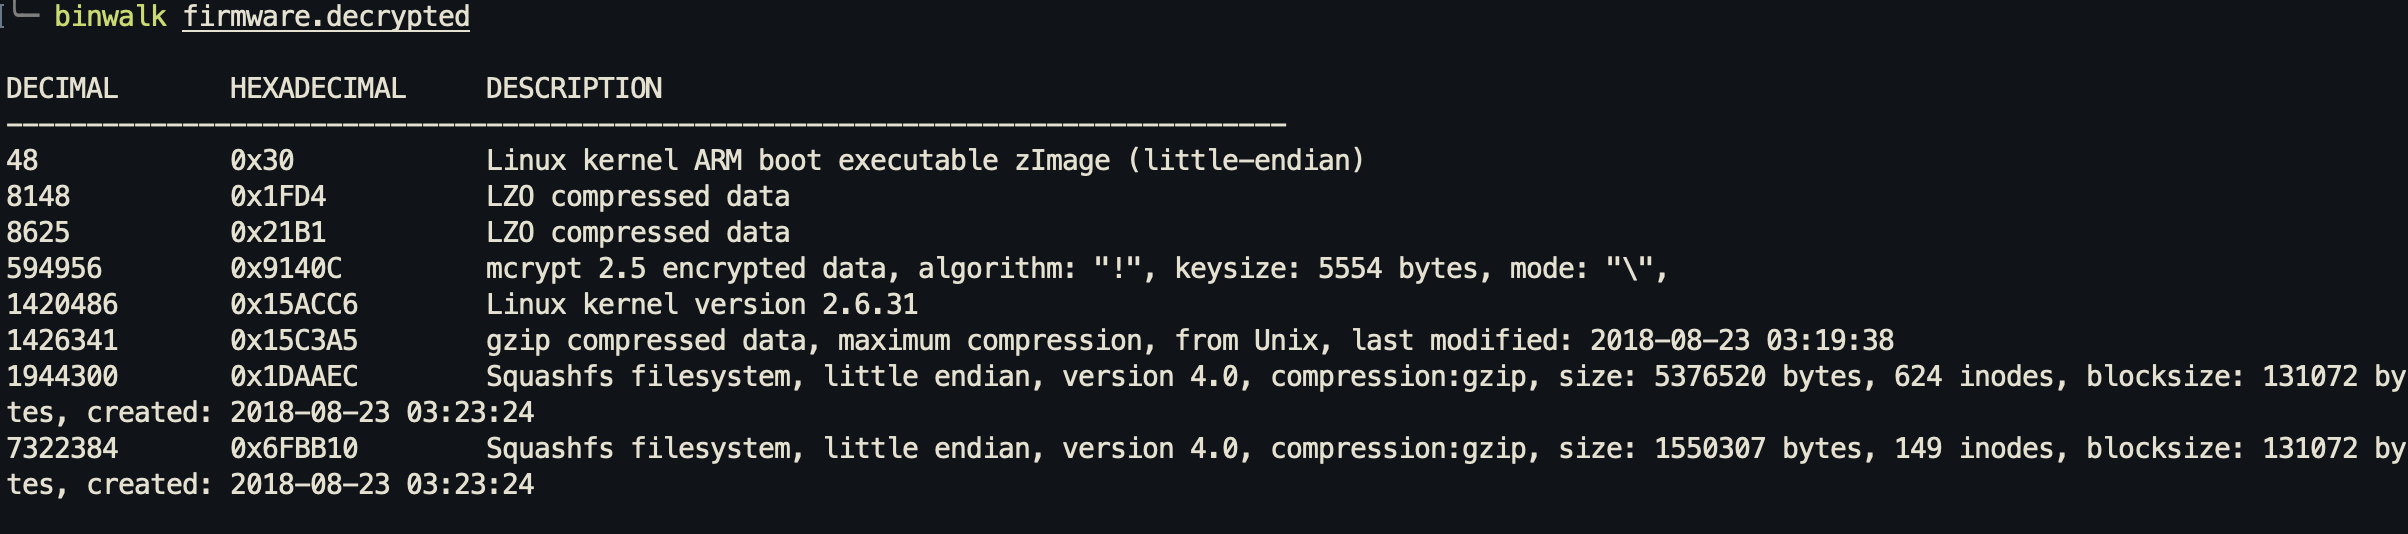 binwalk firmware.decrypted
DECIMAL       HEXADECIMAL     DESCRIPTION
--------------------------------------------------------------------------------
48            0x30            Linux kernel ARM boot executable zImage (little-endian)
8148          0x1FD4          LZO compressed data
8625          0x21B1          LZO compressed data
594956        0x9140C         mcrypt 2.5 encrypted data, algorithm: "!", keysize: 5554 bytes, mode: "\",
1420486       0x15ACC6        Linux kernel version 2.6.31
1426341       0x15C3A5        gzip compressed data, maximum compression, from Unix, last modified: 2018-08-23 03:19:38
1944300       0x1DAAEC        Squashfs filesystem, little endian, version 4.0, compression:gzip, size: 5376520 bytes, 624 inodes, blocksize: 131072 by
tes, created: 2018-08-23 03:23:24
7322384       0x6FBB10        Squashfs filesystem, little endian, version 4.0, compression:gzip, size: 1550307 bytes, 149 inodes, blocksize: 131072 by
tes, created: 2018-08-23 03:23:24